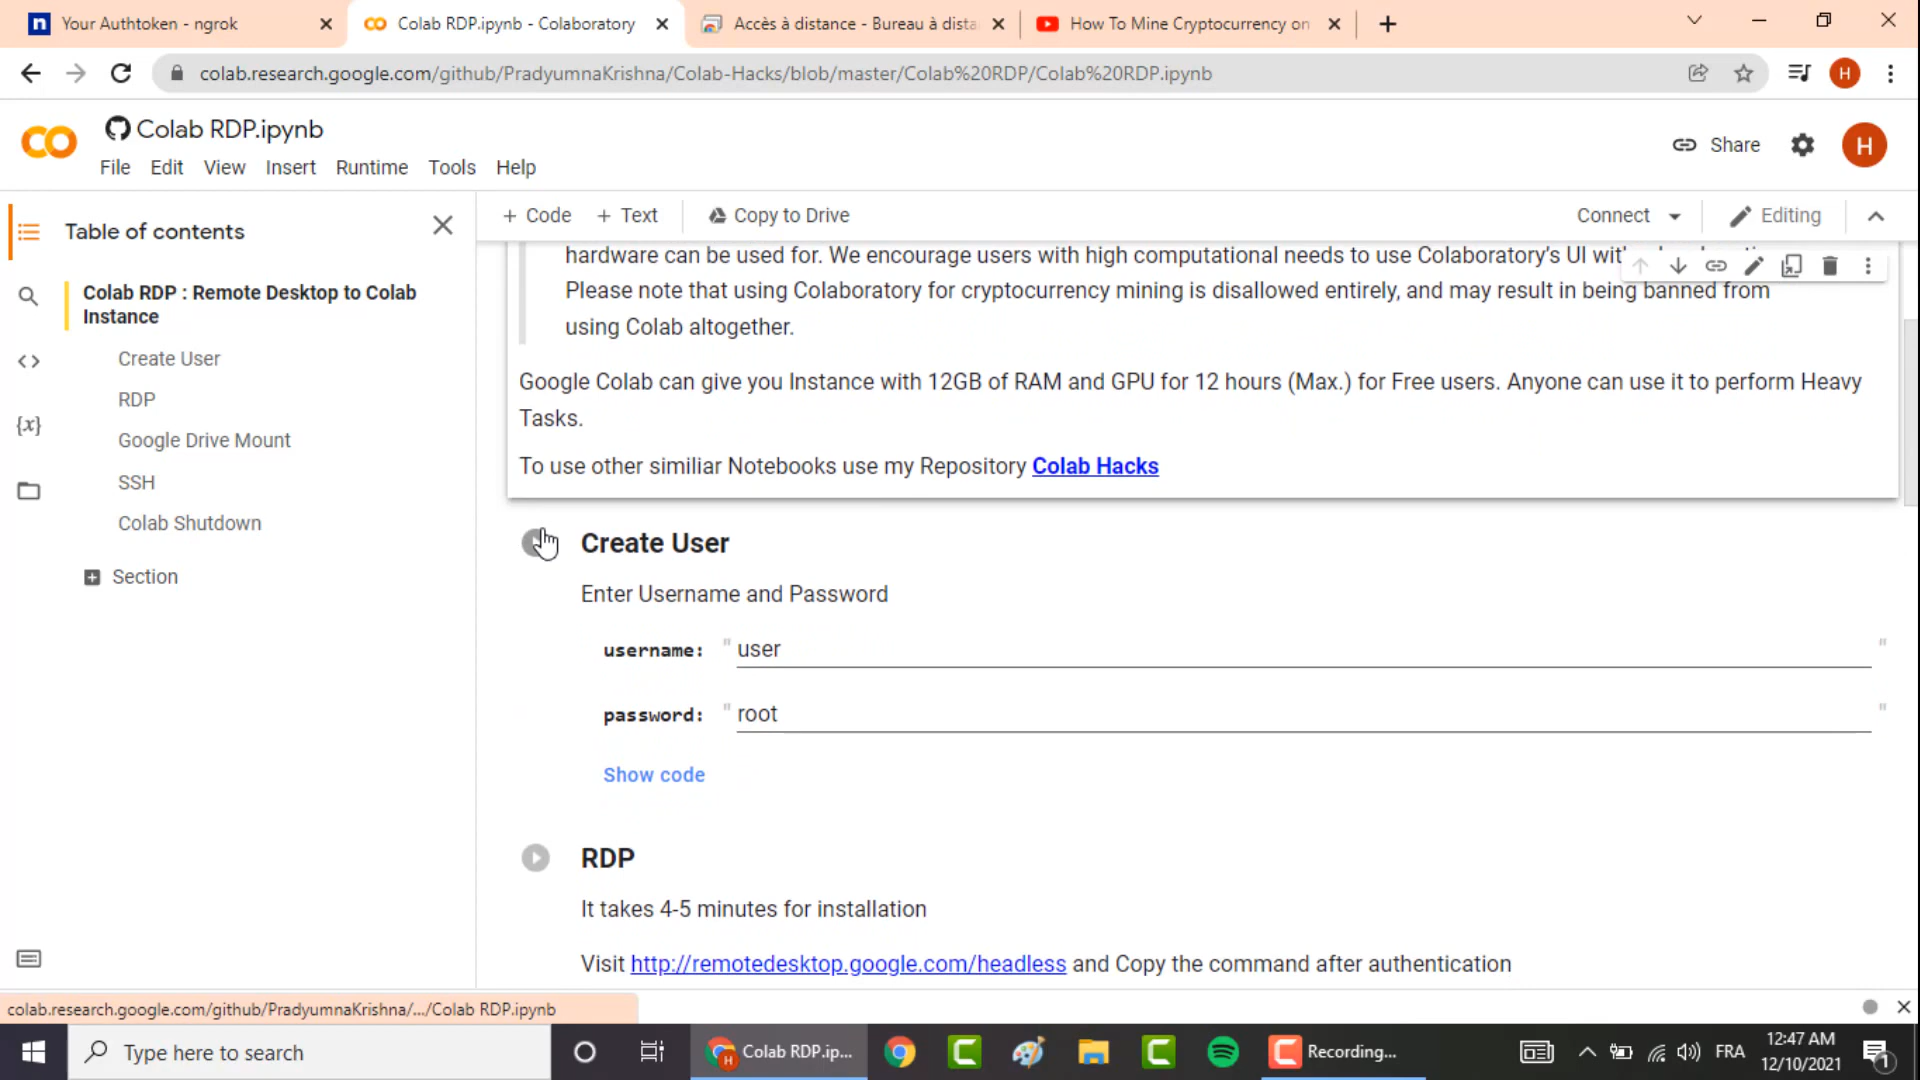 Your Authtoken - ngrok
Colab RDP.ipynb - Colaboratory
Accès à distance - Bureau à dista
How To Mine Cryptocurrency on
colab.research.google.com/github/PradyumnaKrishna/Colab-Hacks/blob/master/Colab%20RDP/Colab%20RDP.ipynb
H
Colab RDP.ipynb
File Edit View Insert Runtime Tools Help
Share
H
Table of contents
+ Code + Text Copy to Drive
Connect
Editing
Colab RDP : Remote Desktop to Colab
Instance
Create User
RDP
Google Drive Mount
SSH
Colab Shutdown
Section
hardware can be used for. We encourage users with high computational needs to use Colaboratory's UI
Please note that using Colaboratory for cryptocurrency mining is disallowed entirely, and may result in being banned from
using Colab altogether.
Google Colab can give you Instance with 12GB of RAM and GPU for 12 hours (Max.) for Free users. Anyone can use it to perform Heavy
Tasks.
To use other similiar Notebooks use my Repository Colab Hacks
Create User
Enter Username and Password
username: " user "
password: " root "
Show code
RDP
It takes 4-5 minutes for installation
Visit http://remotedesktop.google.com/headless and Copy the command after authentication
colab.research.google.com/github/PradyumnaKrishna/.../Colab RDP.ipynb
Type here to search
Colab RDP.ip...
Recording...
FRA
12:47 AM
12/10/2021
1